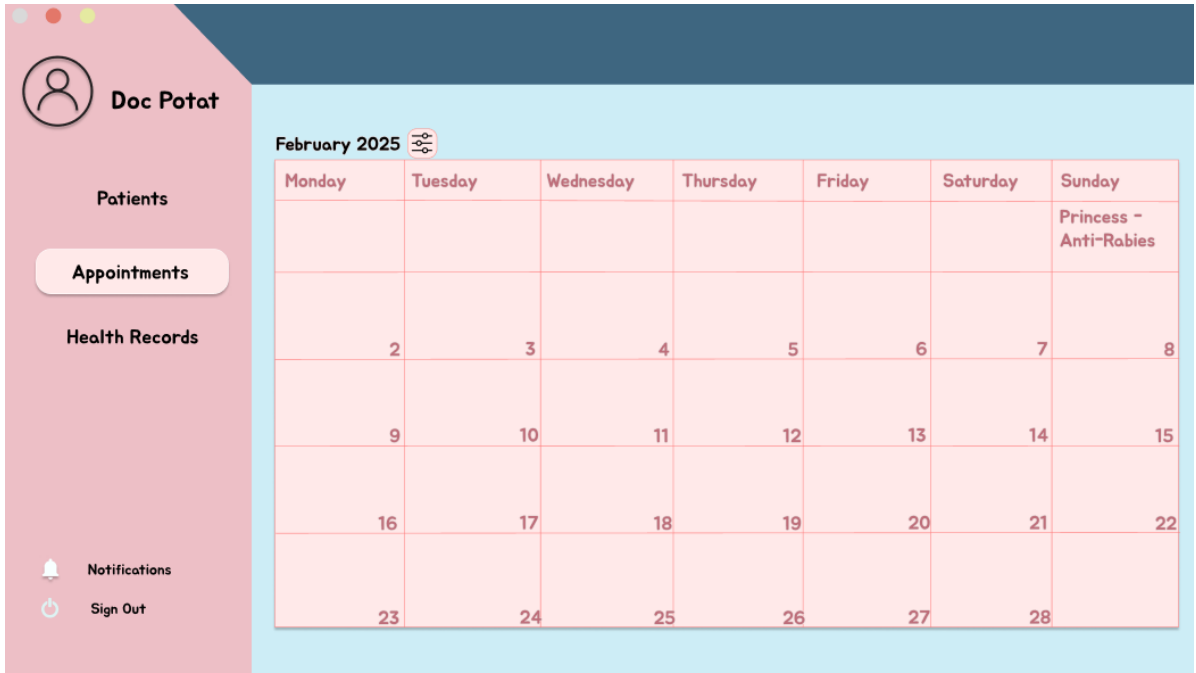 Doc Potat
Patients
Appointments
Health Records
Notifications
Sign Out
February 2025
Monday Tuesday Wednesday Thursday Friday Saturday Sunday
Princess -
Anti-Rabies
2 3 4 5 6 7 8
9 10 11 12 13 14 15
16 17 18 19 20 21 22
23 24 25 26 27 28